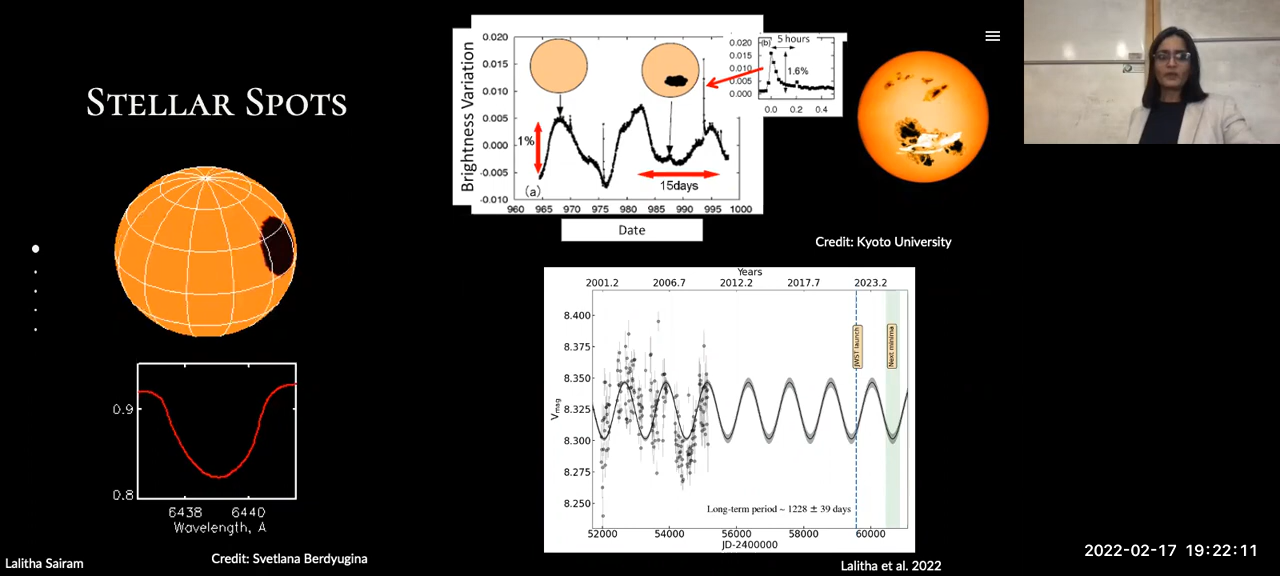 STELLAR SPOTS
0.9
0.8
6438 6440
Wavelength, A
Credit: Svetlana Berdyugina
Lalitha Sairam
Brightness Variation
0.020
0.015
0.010
0.005
0.000
-0.005
-0.010
1%
(a)
15days
960 965 970 975 980 985 990 995 1000
Date
(b)
5 hours
0.020
0.015
0.010
0.005
0.000
1.6%
0.0 0.2 0.4
Credit: Kyoto University
Years
2001.2 2006.7 2012.2 2017.7 2023.2
8.400
8.375
8.350
8.325
8.300
8.275
8.250
Vmag
JWST launch
Next minima
Long-term period ~ 1228 ± 39 days
52000 54000 56000 58000 60000
JD-2400000
Lalitha et al. 2022
2022-02-17 19:22:11